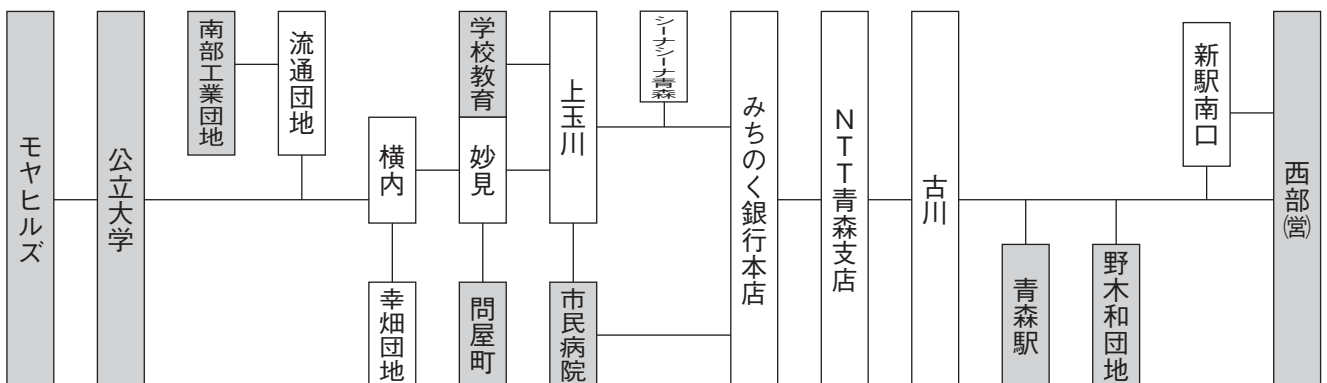 モヤヒルズ
公立大学
南部工業団地
流通団地
横内
幸畑団地
学校教育
妙見
問屋町
上玉川
市民病院
シーナシーナ青森
みちのく銀行本店
NTT青森支店
古川
青森駅
野木和団地
新駅南口
西部㈺